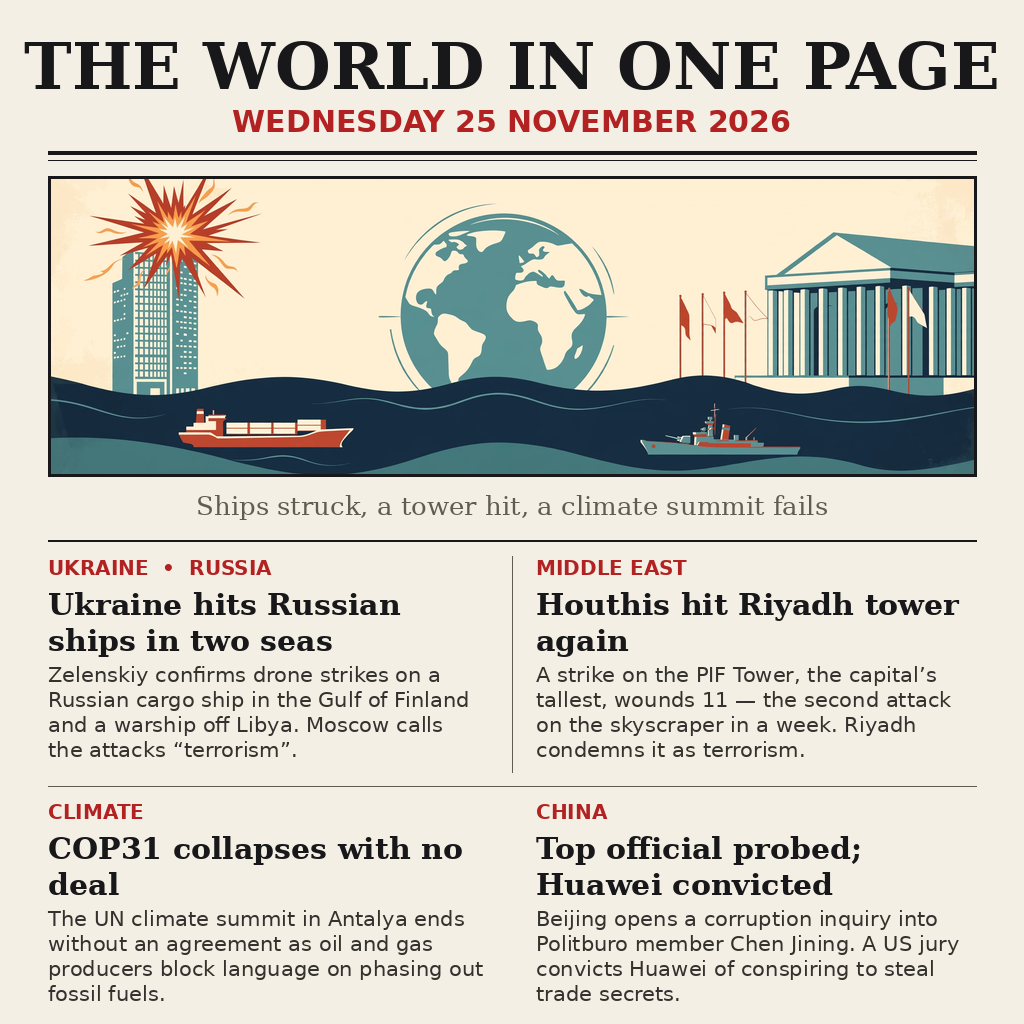 THE WORLD IN ONE PAGE
WEDNESDAY 25 NOVEMBER 2026
Ships struck, a tower hit, a climate summit fails
UKRAINE • RUSSIA
Ukraine hits Russian
ships in two seas
Zelenskiy confirms drone strikes on a
Russian cargo ship in the Gulf of Finland
and a warship off Libya. Moscow calls
the attacks “terrorism”.
MIDDLE EAST
Houthis hit Riyadh tower
again
A strike on the PIF Tower, the capital’s
tallest, wounds 11 — the second attack
on the skyscraper in a week. Riyadh
condemns it as terrorism.
CLIMATE
COP31 collapses with no
deal
The UN climate summit in Antalya ends
without an agreement as oil and gas
producers block language on phasing out
fossil fuels.
CHINA
Top official probed;
Huawei convicted
Beijing opens a corruption inquiry into
Politburo member Chen Jining. A US jury
convicts Huawei of conspiring to steal
trade secrets.